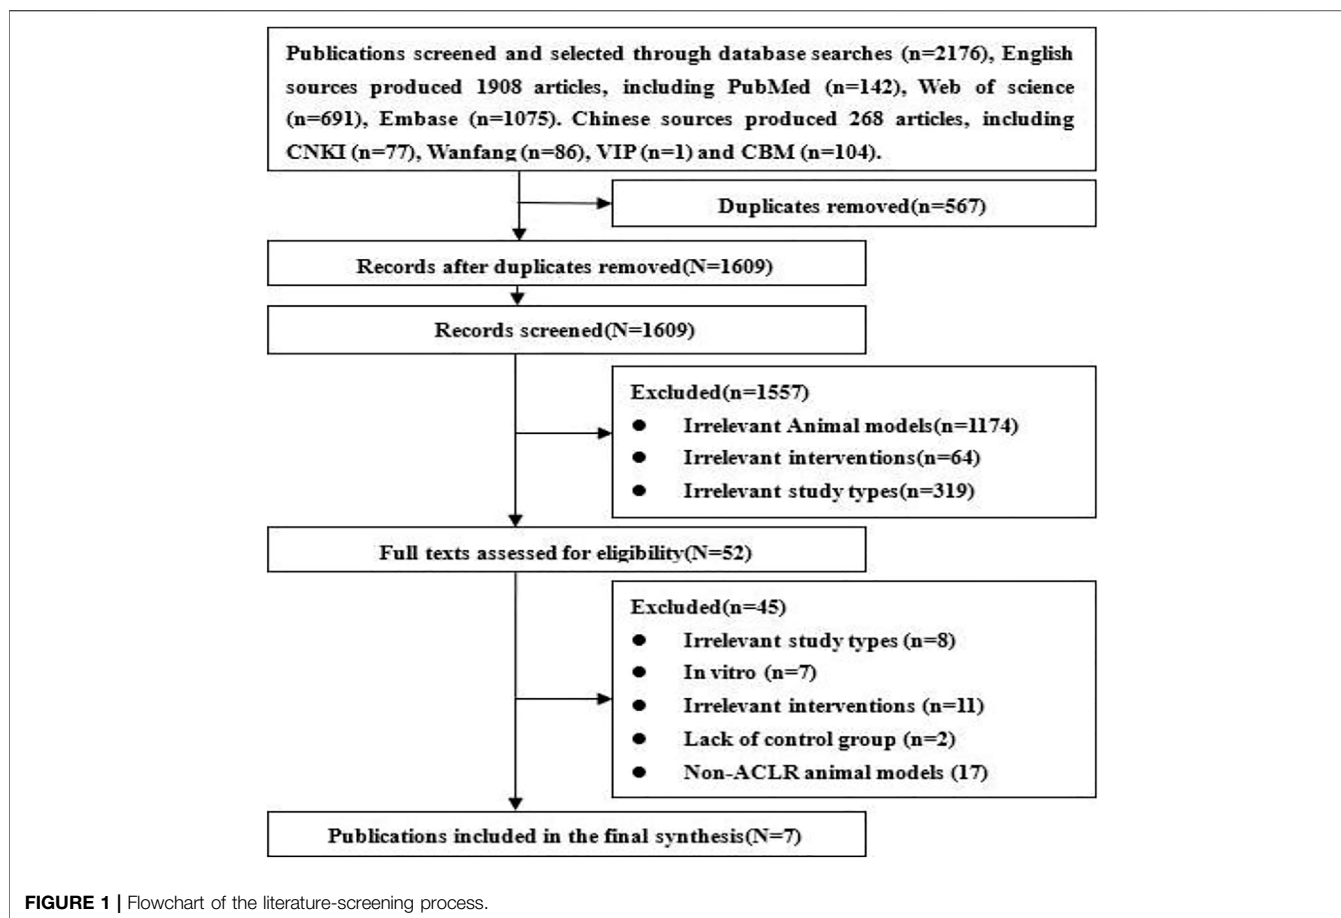 Publications screened and selected through database searches (n=2176), English
sources produced 1908 articles, including PubMed (n=142), Web of science
(n=691), Embase (n=1075). Chinese sources produced 268 articles, including
CNKI (n=77), Wanfang (n=86), VIP (n=1) and CBM (n=104).
Duplicates removed(n=567)
Records after duplicates removed(N=1609)
Records screened(N=1609)
Excluded(n=1557)
● Irrelevant Animal models(n=1174)
● Irrelevant interventions(n=64)
● Irrelevant study types(n=319)
Full texts assessed for eligibility(N=52)
Excluded(n=45)
● Irrelevant study types (n=8)
● In vitro (n=7)
● Irrelevant interventions (n=11)
● Lack of control group (n=2)
● Non-ACLR animal models (17)
Publications included in the final synthesis(N=7)
FIGURE 1 | Flowchart of the literature-screening process.